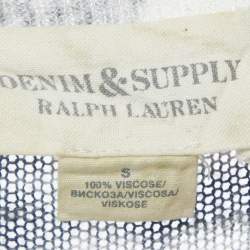 DENIM & SUPPLY
RALPH LAUREN
S
100% VISCOSE/
ВИСКОЗА/VISCOSA/
VISKOSE